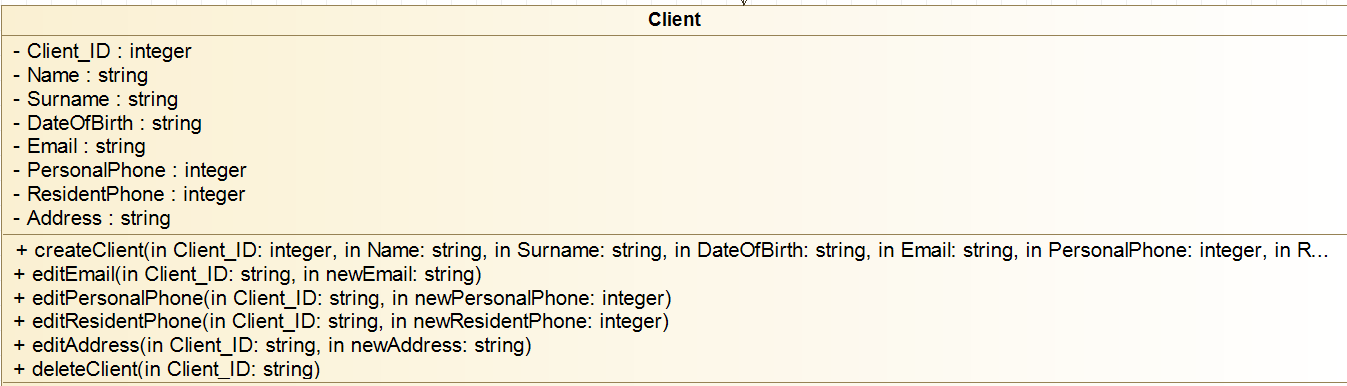 Client
- Client_ID : integer
- Name : string
- Surname : string
- DateOfBirth : string
- Email : string
- PersonalPhone : integer
- ResidentPhone : integer
- Address : string
+ createClient(in Client_ID: integer, in Name: string, in Surname: string, in DateOfBirth: string, in Email: string, in PersonalPhone: integer, in R...
+ editEmail(in Client_ID: string, in newEmail: string)
+ editPersonalPhone(in Client_ID: string, in newPersonalPhone: integer)
+ editResidentPhone(in Client_ID: string, in newResidentPhone: integer)
+ editAddress(in Client_ID: string, in newAddress: string)
+ deleteClient(in Client_ID: string)